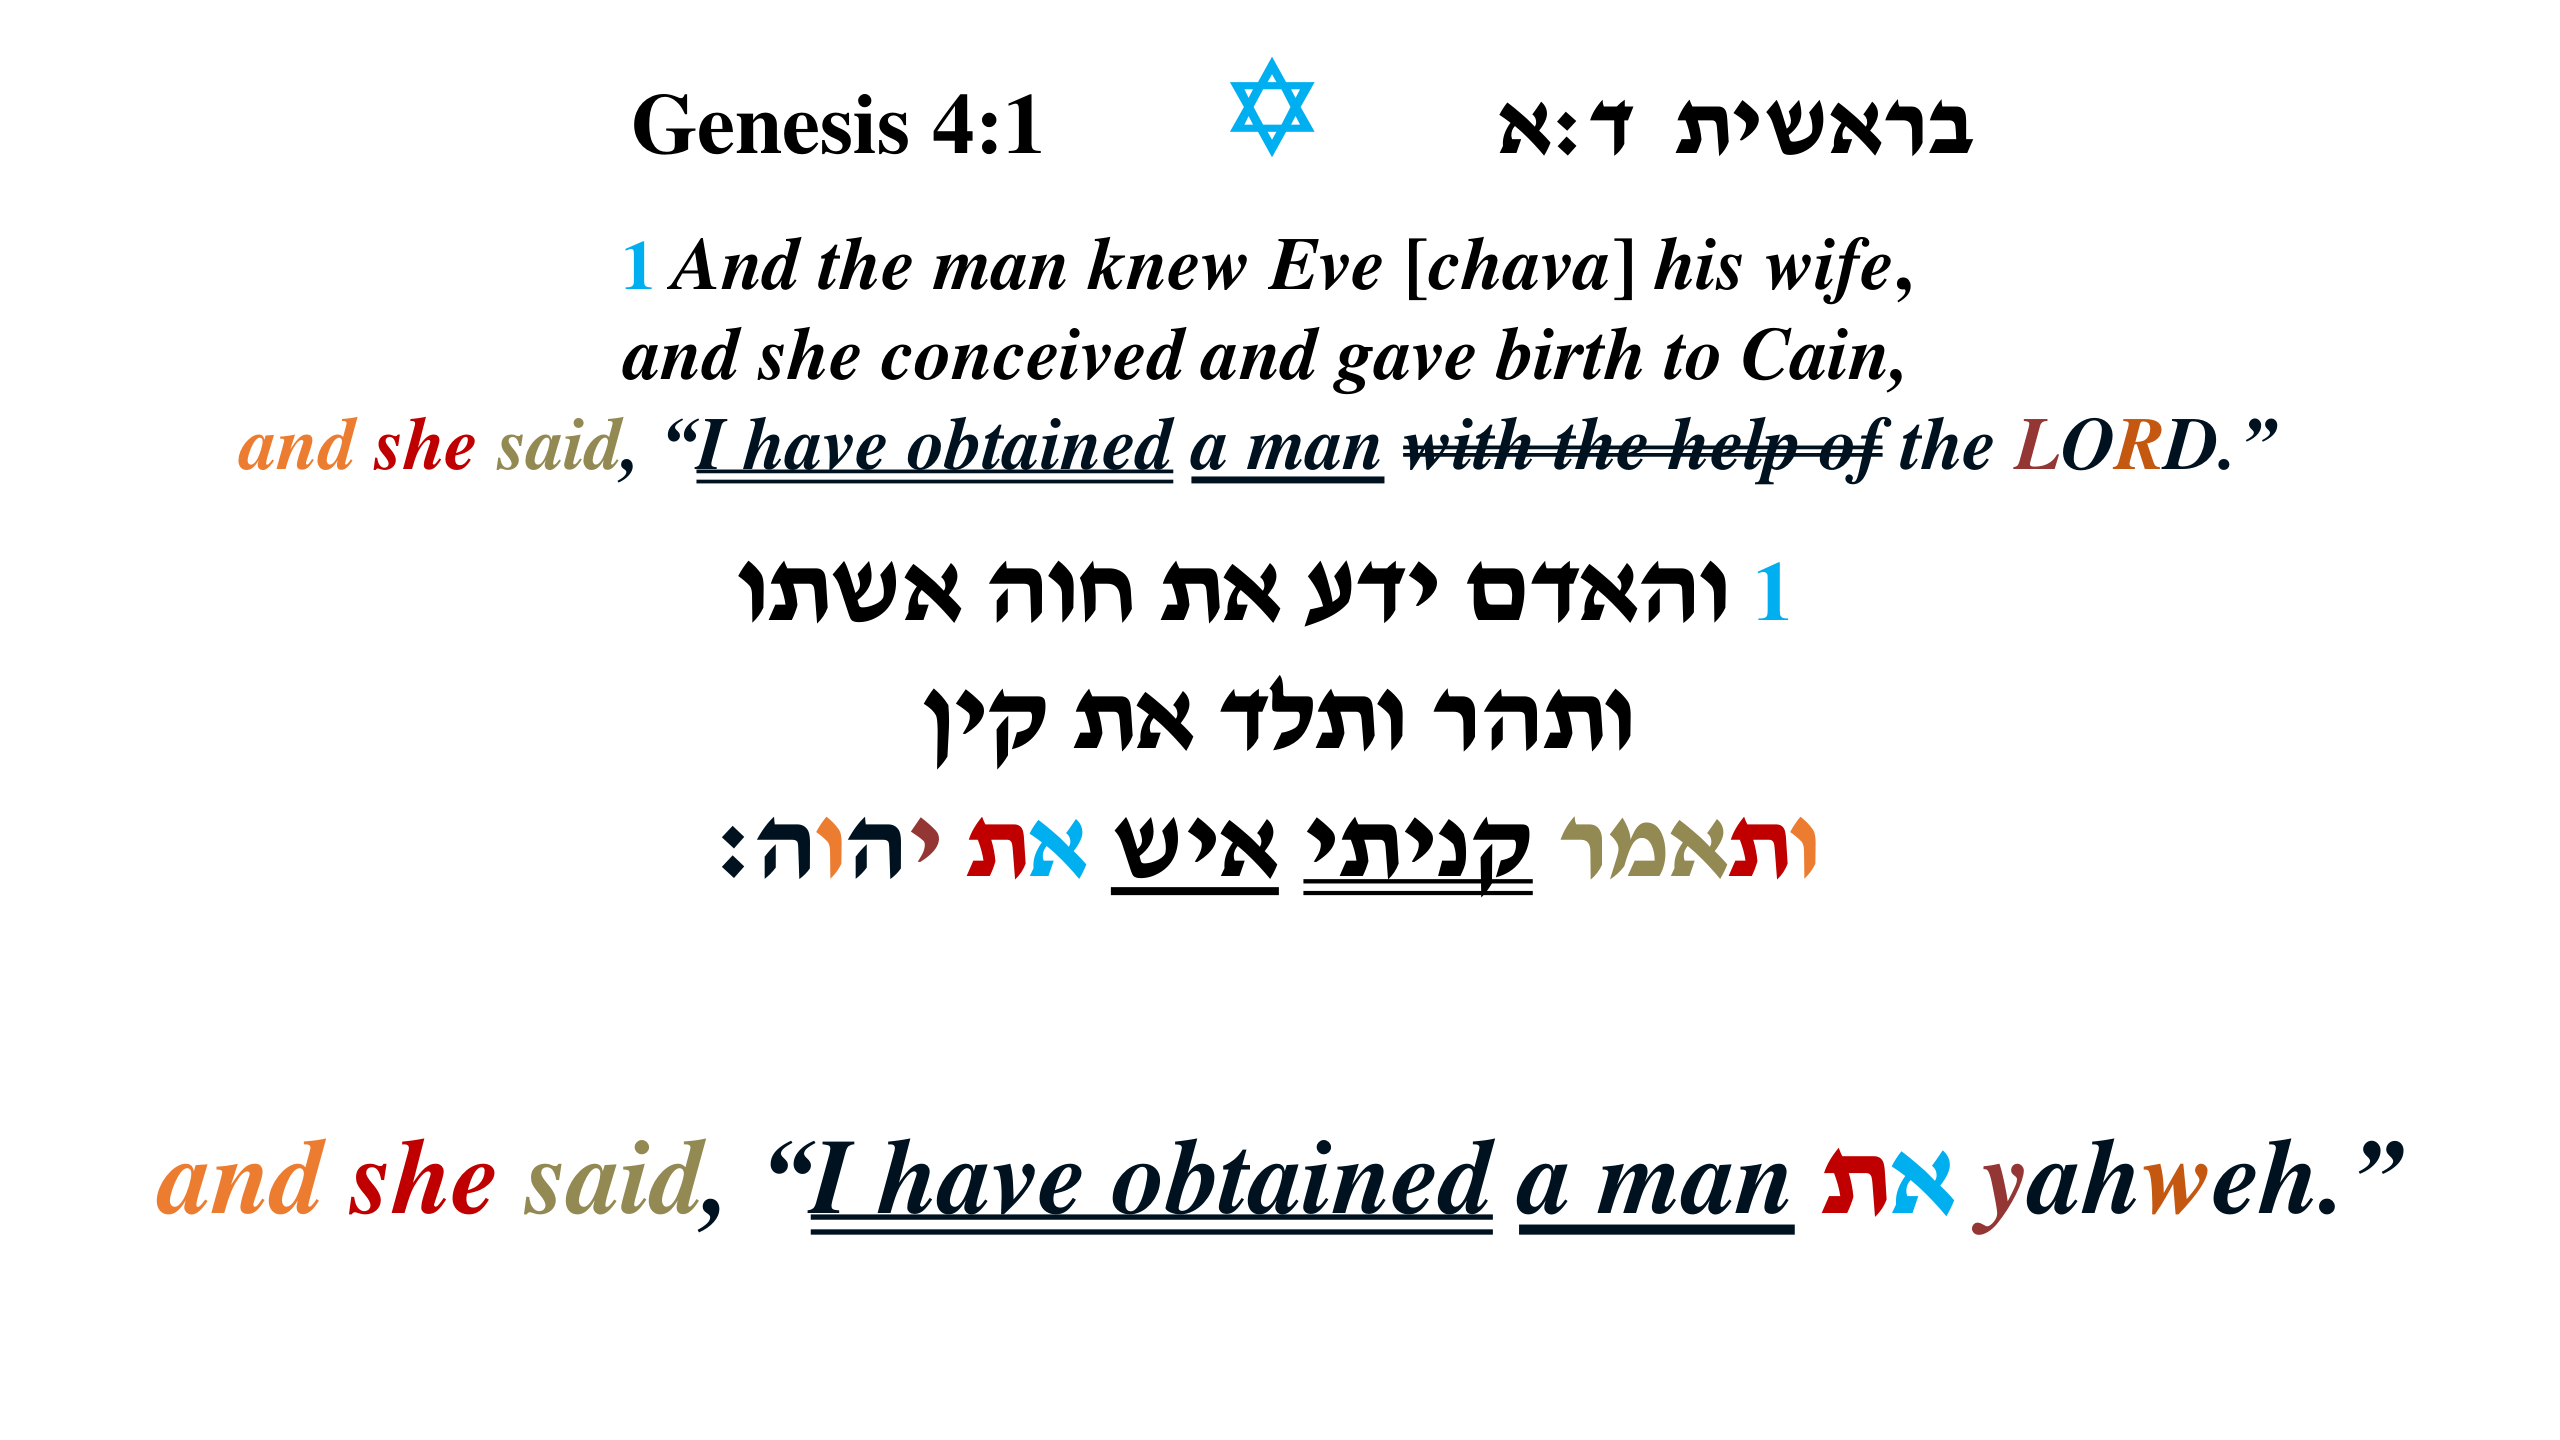 Genesis 4:1 ✡ בראשית ד:א
1 And the man knew Eve [chava] his wife,
and she conceived and gave birth to Cain,
and she said, “I have obtained a man with the help of the LORD.”
1 והאדם ידע את חוה אשתו
ותהר ותלד את קין
ותאמר קניתי איש את יהוה:
and she said, “I have obtained a man את yahweh.”